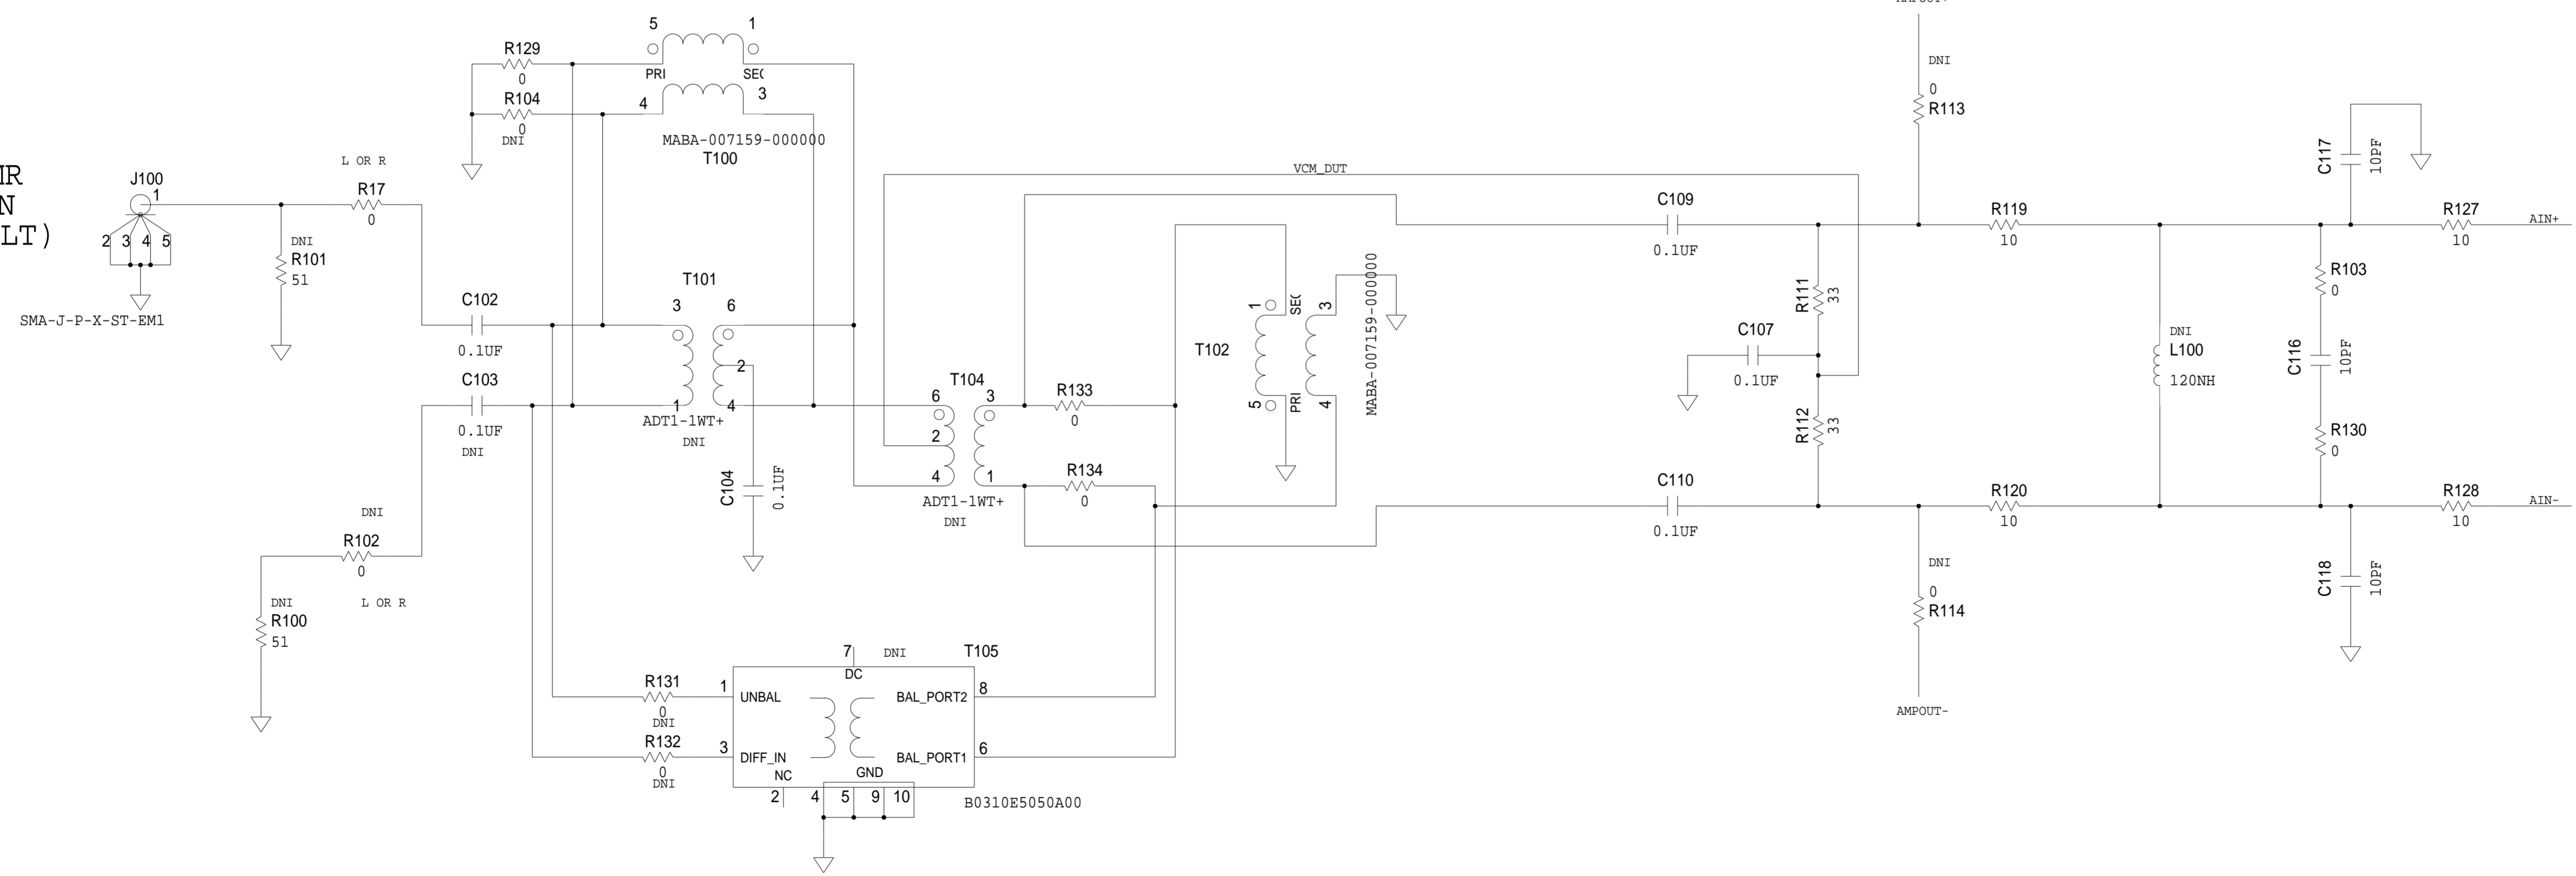 IR
N
LT)
J100
1
2
3
4
5
SMA-J-P-X-ST-EM1
L OR R
R17
0
DNI
R101
51
R129
0
R104
0
DNI
5
1
PRI
SEC
4
3
MABA-007159-000000
T100
C102
0.1UF
C103
0.1UF
DNI
T101
3
6
2
1
4
ADT1-1WT+
DNI
C104
0.1UF
DNI
R102
0
L OR R
DNI
R100
51
T104
6
3
2
4
1
ADT1-1WT+
DNI
R133
0
R134
0
VCM_DUT
T102
1
SEC
3
5
PRI
4
MABA-007159-000000
R131
0
DNI
R132
0
DNI
7
DNI
T105
DC
1
UNBAL
BAL_PORT2
8
3
DIFF_IN
BAL_PORT1
6
NC
GND
2
4
5
9
10
B0310E5050A00
C109
0.1UF
C110
0.1UF
C107
0.1UF
R111
33
R112
33
DNI
0
R113
DNI
0
R114
AMPOUT-
R119
10
R120
10
DNI
L100
120NH
C117
10PF
R103
0
C116
10PF
R130
0
C118
10PF
R127
10
AIN+
R128
10
AIN-